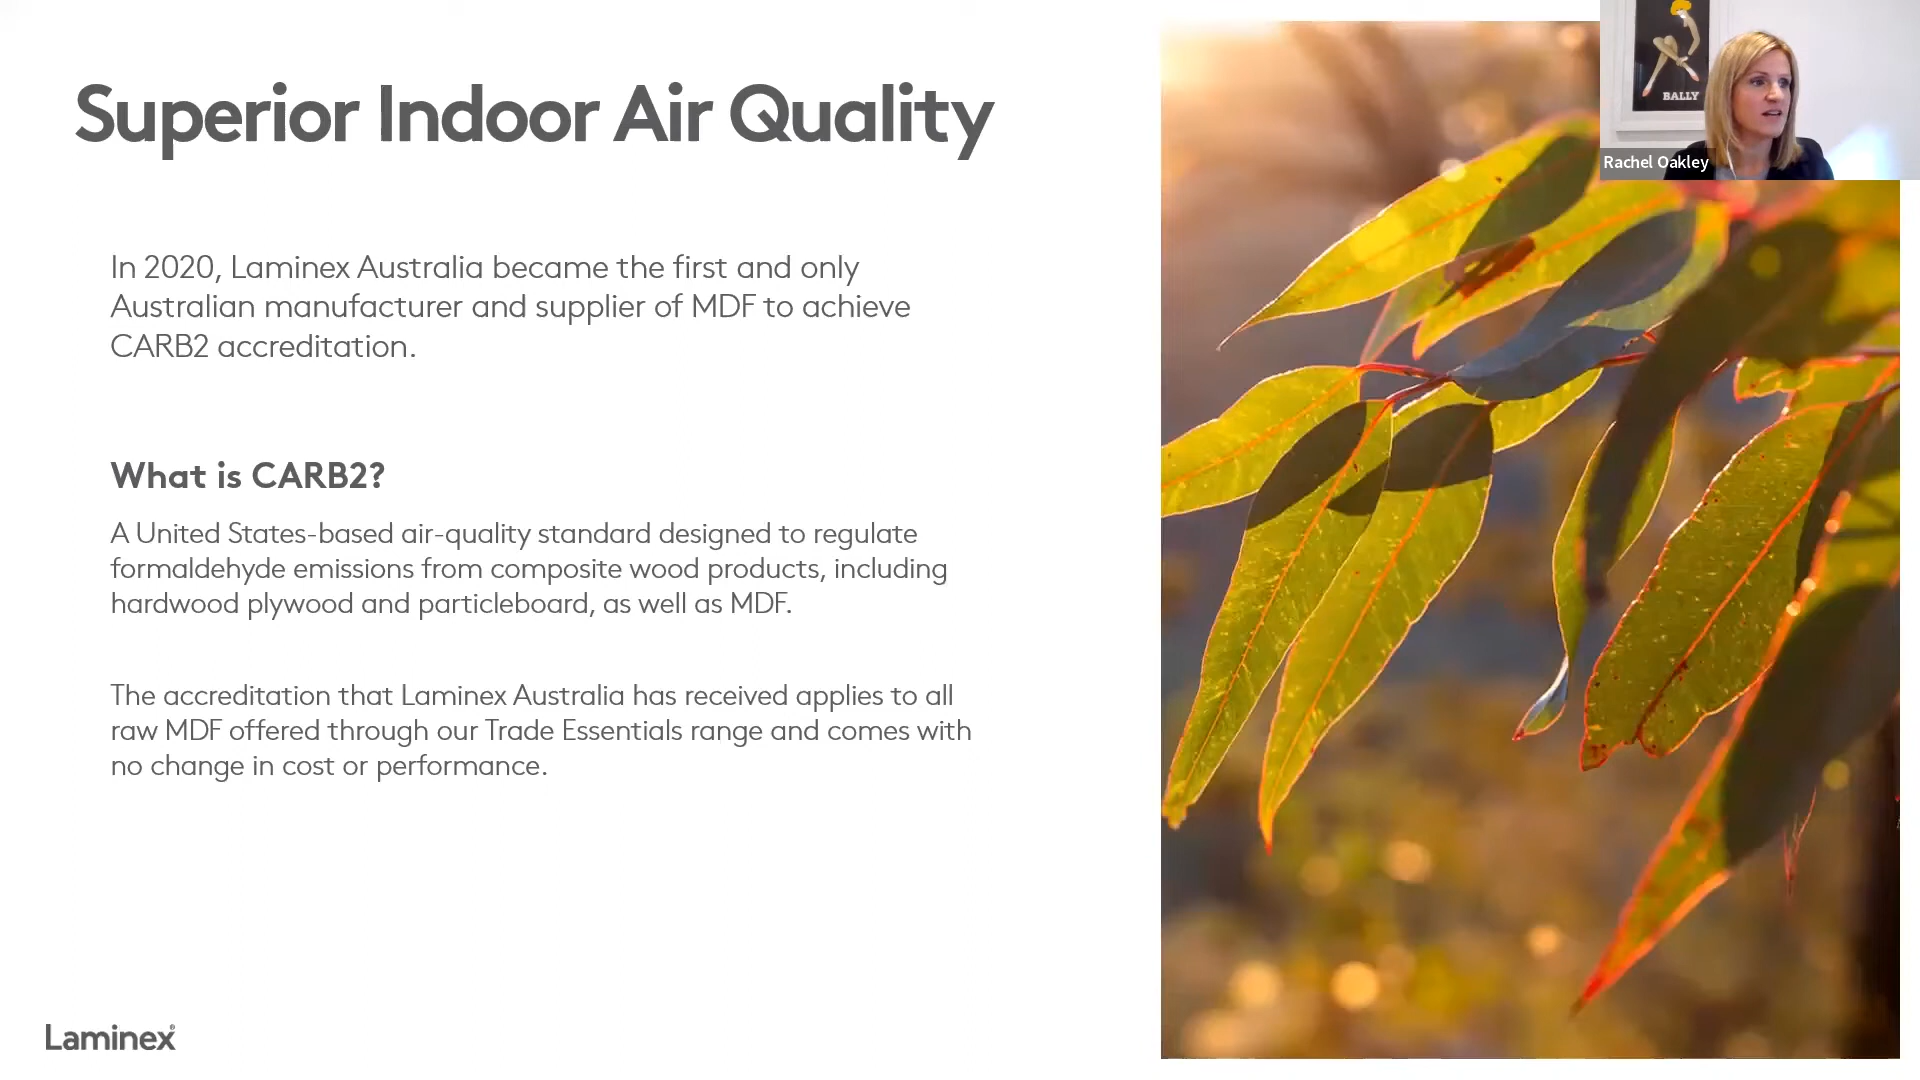 Superior Indoor Air Quality
BALLY
Rachel Oakley
In 2020, Laminex Australia became the first and only
Australian manufacturer and supplier of MDF to achieve
CARB2 accreditation.
What is CARB2?
A United States-based air-quality standard designed to regulate
formaldehyde emissions from composite wood products, including
hardwood plywood and particleboard, as well as MDF.
The accreditation that Laminex Australia has received applies to all
raw MDF offered through our Trade Essentials range and comes with
no change in cost or performance.
Laminex®